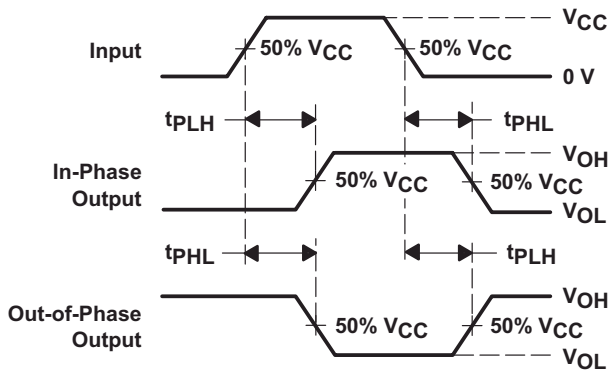 VCC
Input
50% VCC
50% VCC
0 V
tPLH
tPHL
VOH
In-Phase
Output
50% VCC
50% VCC
VOL
tPHL
tPLH
VOH
Out-of-Phase
Output
50% VCC
50% VCC
VOL